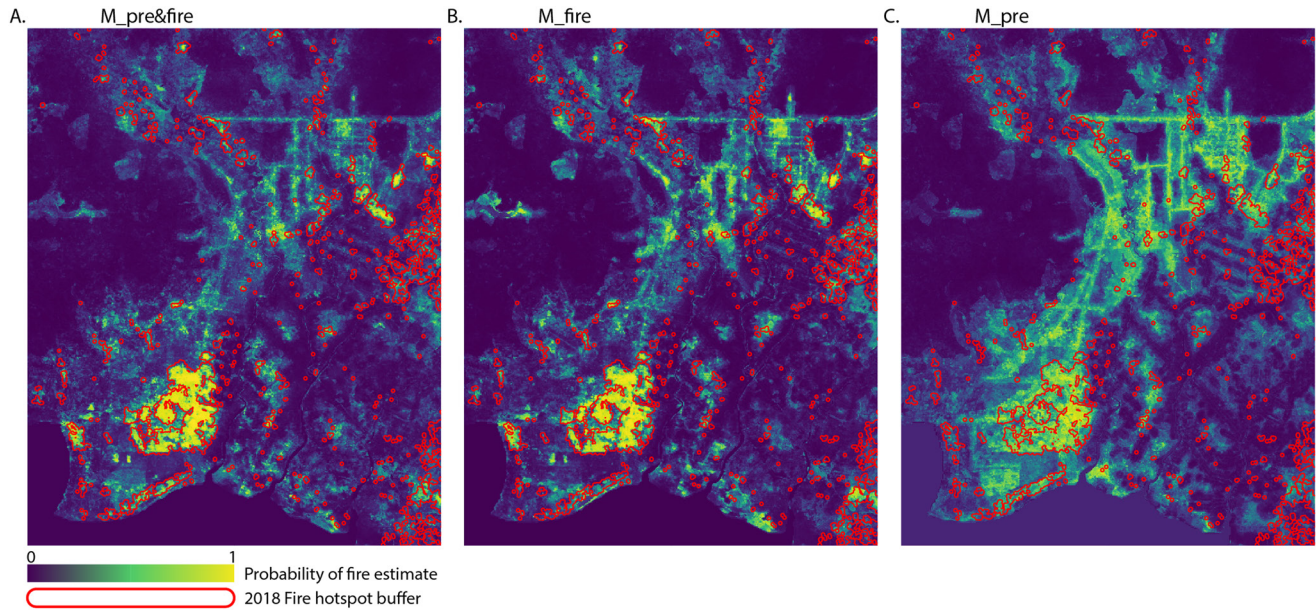 A. M_pre&fire
B. M_fire
C. M_pre
0 1
Probability of fire estimate
2018 Fire hotspot buffer